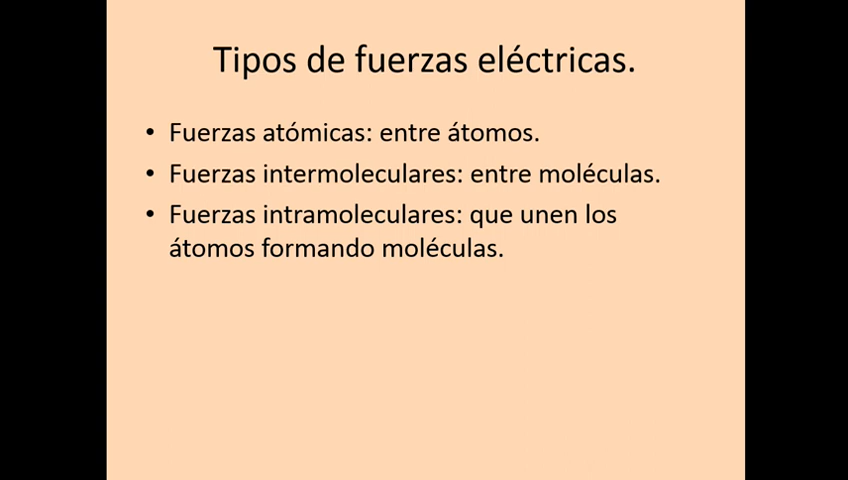 Tipos de fuerzas eléctricas.
• Fuerzas atómicas: entre átomos.
• Fuerzas intermoleculares: entre moléculas.
• Fuerzas intramoleculares: que unen los
átomos formando moléculas.